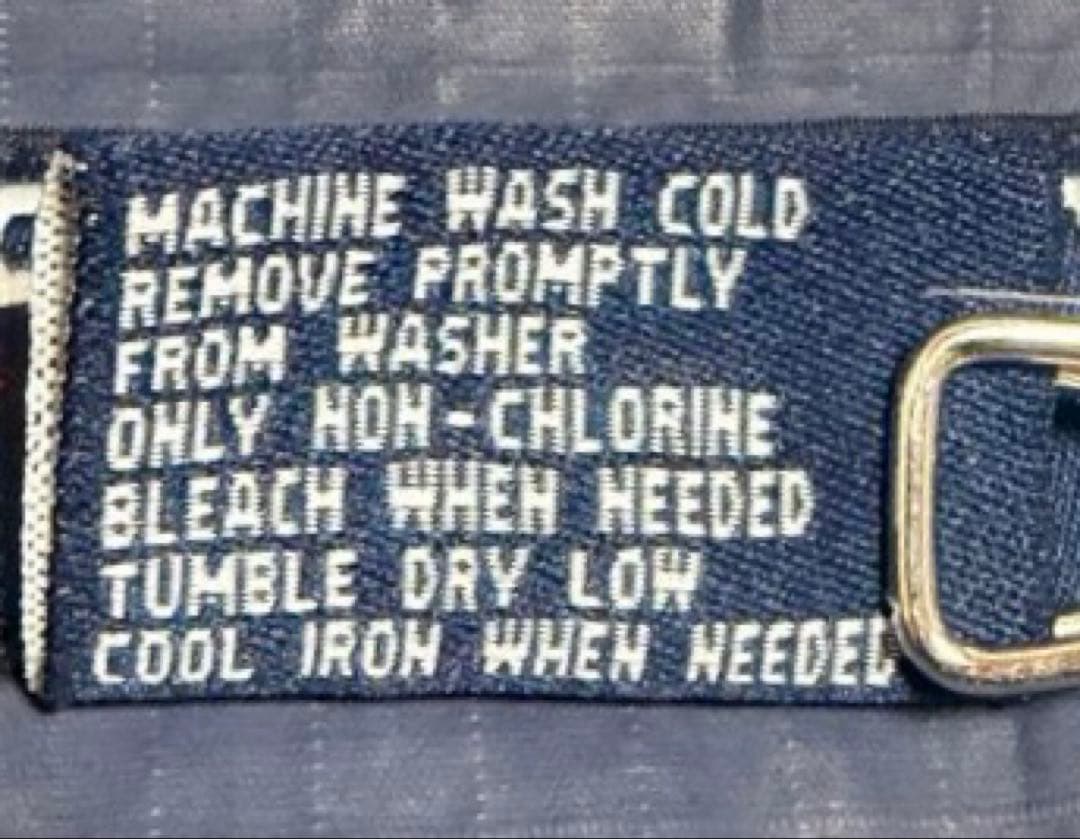 MACHINE WASH COLD
REMOVE PROMPTLY
FROM WASHER
ONLY NON-CHLORINE
BLEACH WHEN NEEDED
TUMBLE DRY LOW
COOL IRON WHEN NEEDED